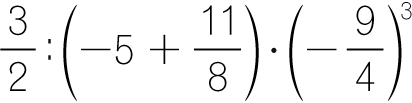 3/2 : (−5 + 11/8) · (−9/4)³